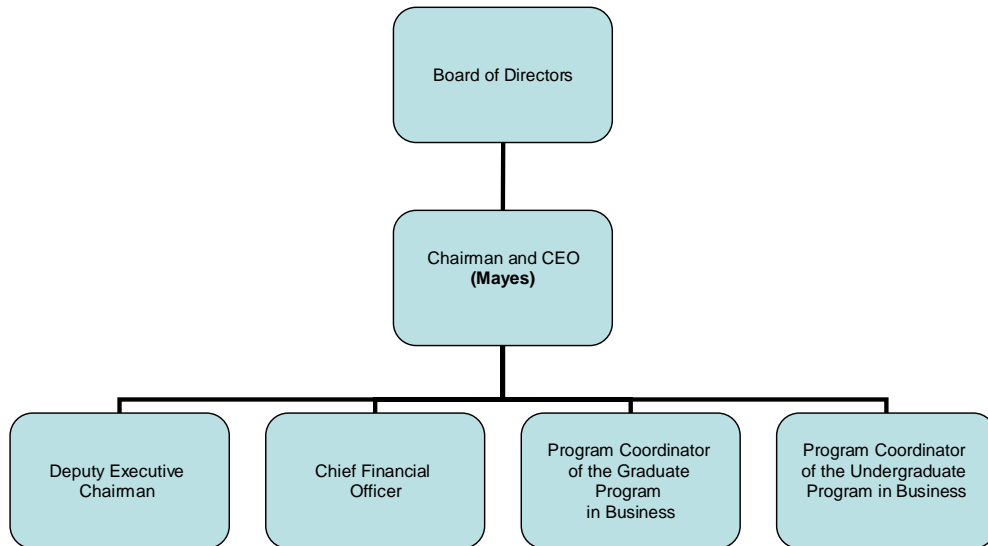 Board of Directors
Chairman and CEO
(Mayes)
Deputy Executive
Chairman
Chief Financial
Officer
Program Coordinator
of the Graduate
Program
in Business
Program Coordinator
of the Undergraduate
Program in Business